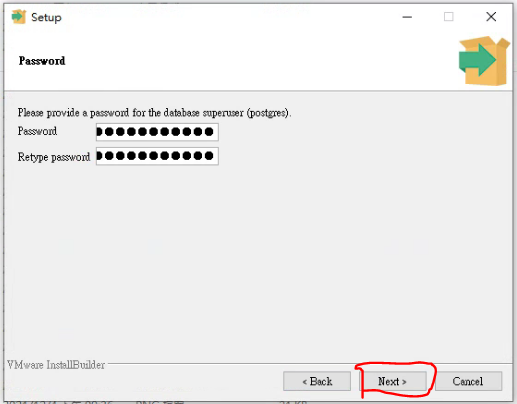 Setup
Password
Please provide a password for the database superuser (postgres).
Password
Retype password
VMware InstallBuilder
< Back
Next >
Cancel